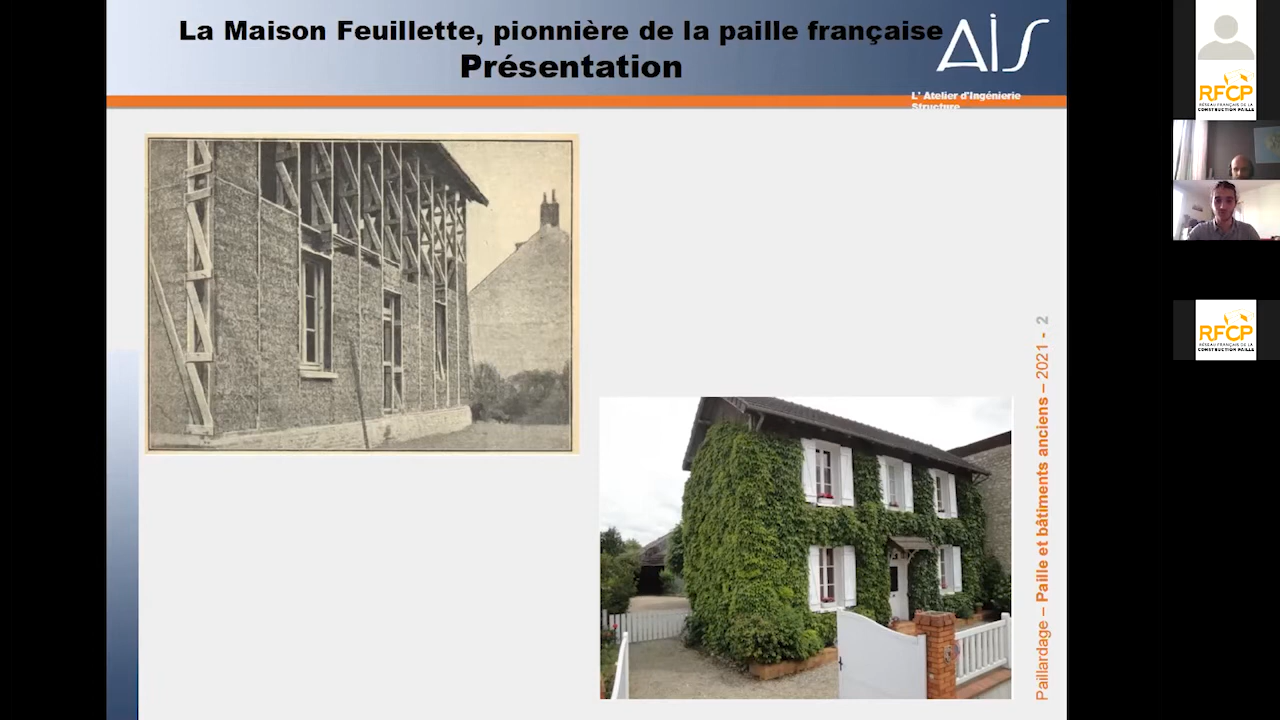 La Maison Feuillette, pionnière de la paille française
Présentation
AIS
L' Atelier d'Ingénierie
Structure
Paillardage – Paille et bâtiments anciens – 2021 - 2
RFCP
RÉSEAU FRANÇAIS DE LA
CONSTRUCTION PAILLE
RFCP
RÉSEAU FRANÇAIS DE LA
CONSTRUCTION PAILLE